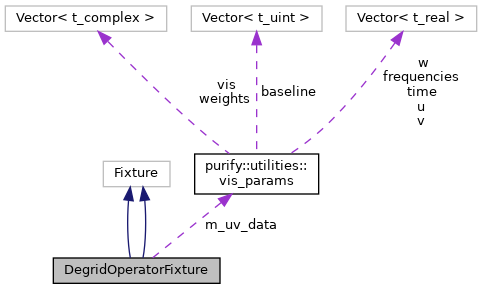 Vector< t_complex >
Vector< t_uint >
Vector< t_real >
vis
weights
baseline
w
frequencies
time
u
v
Fixture
purify::utilities::
vis_params
m_uv_data
DegridOperatorFixture